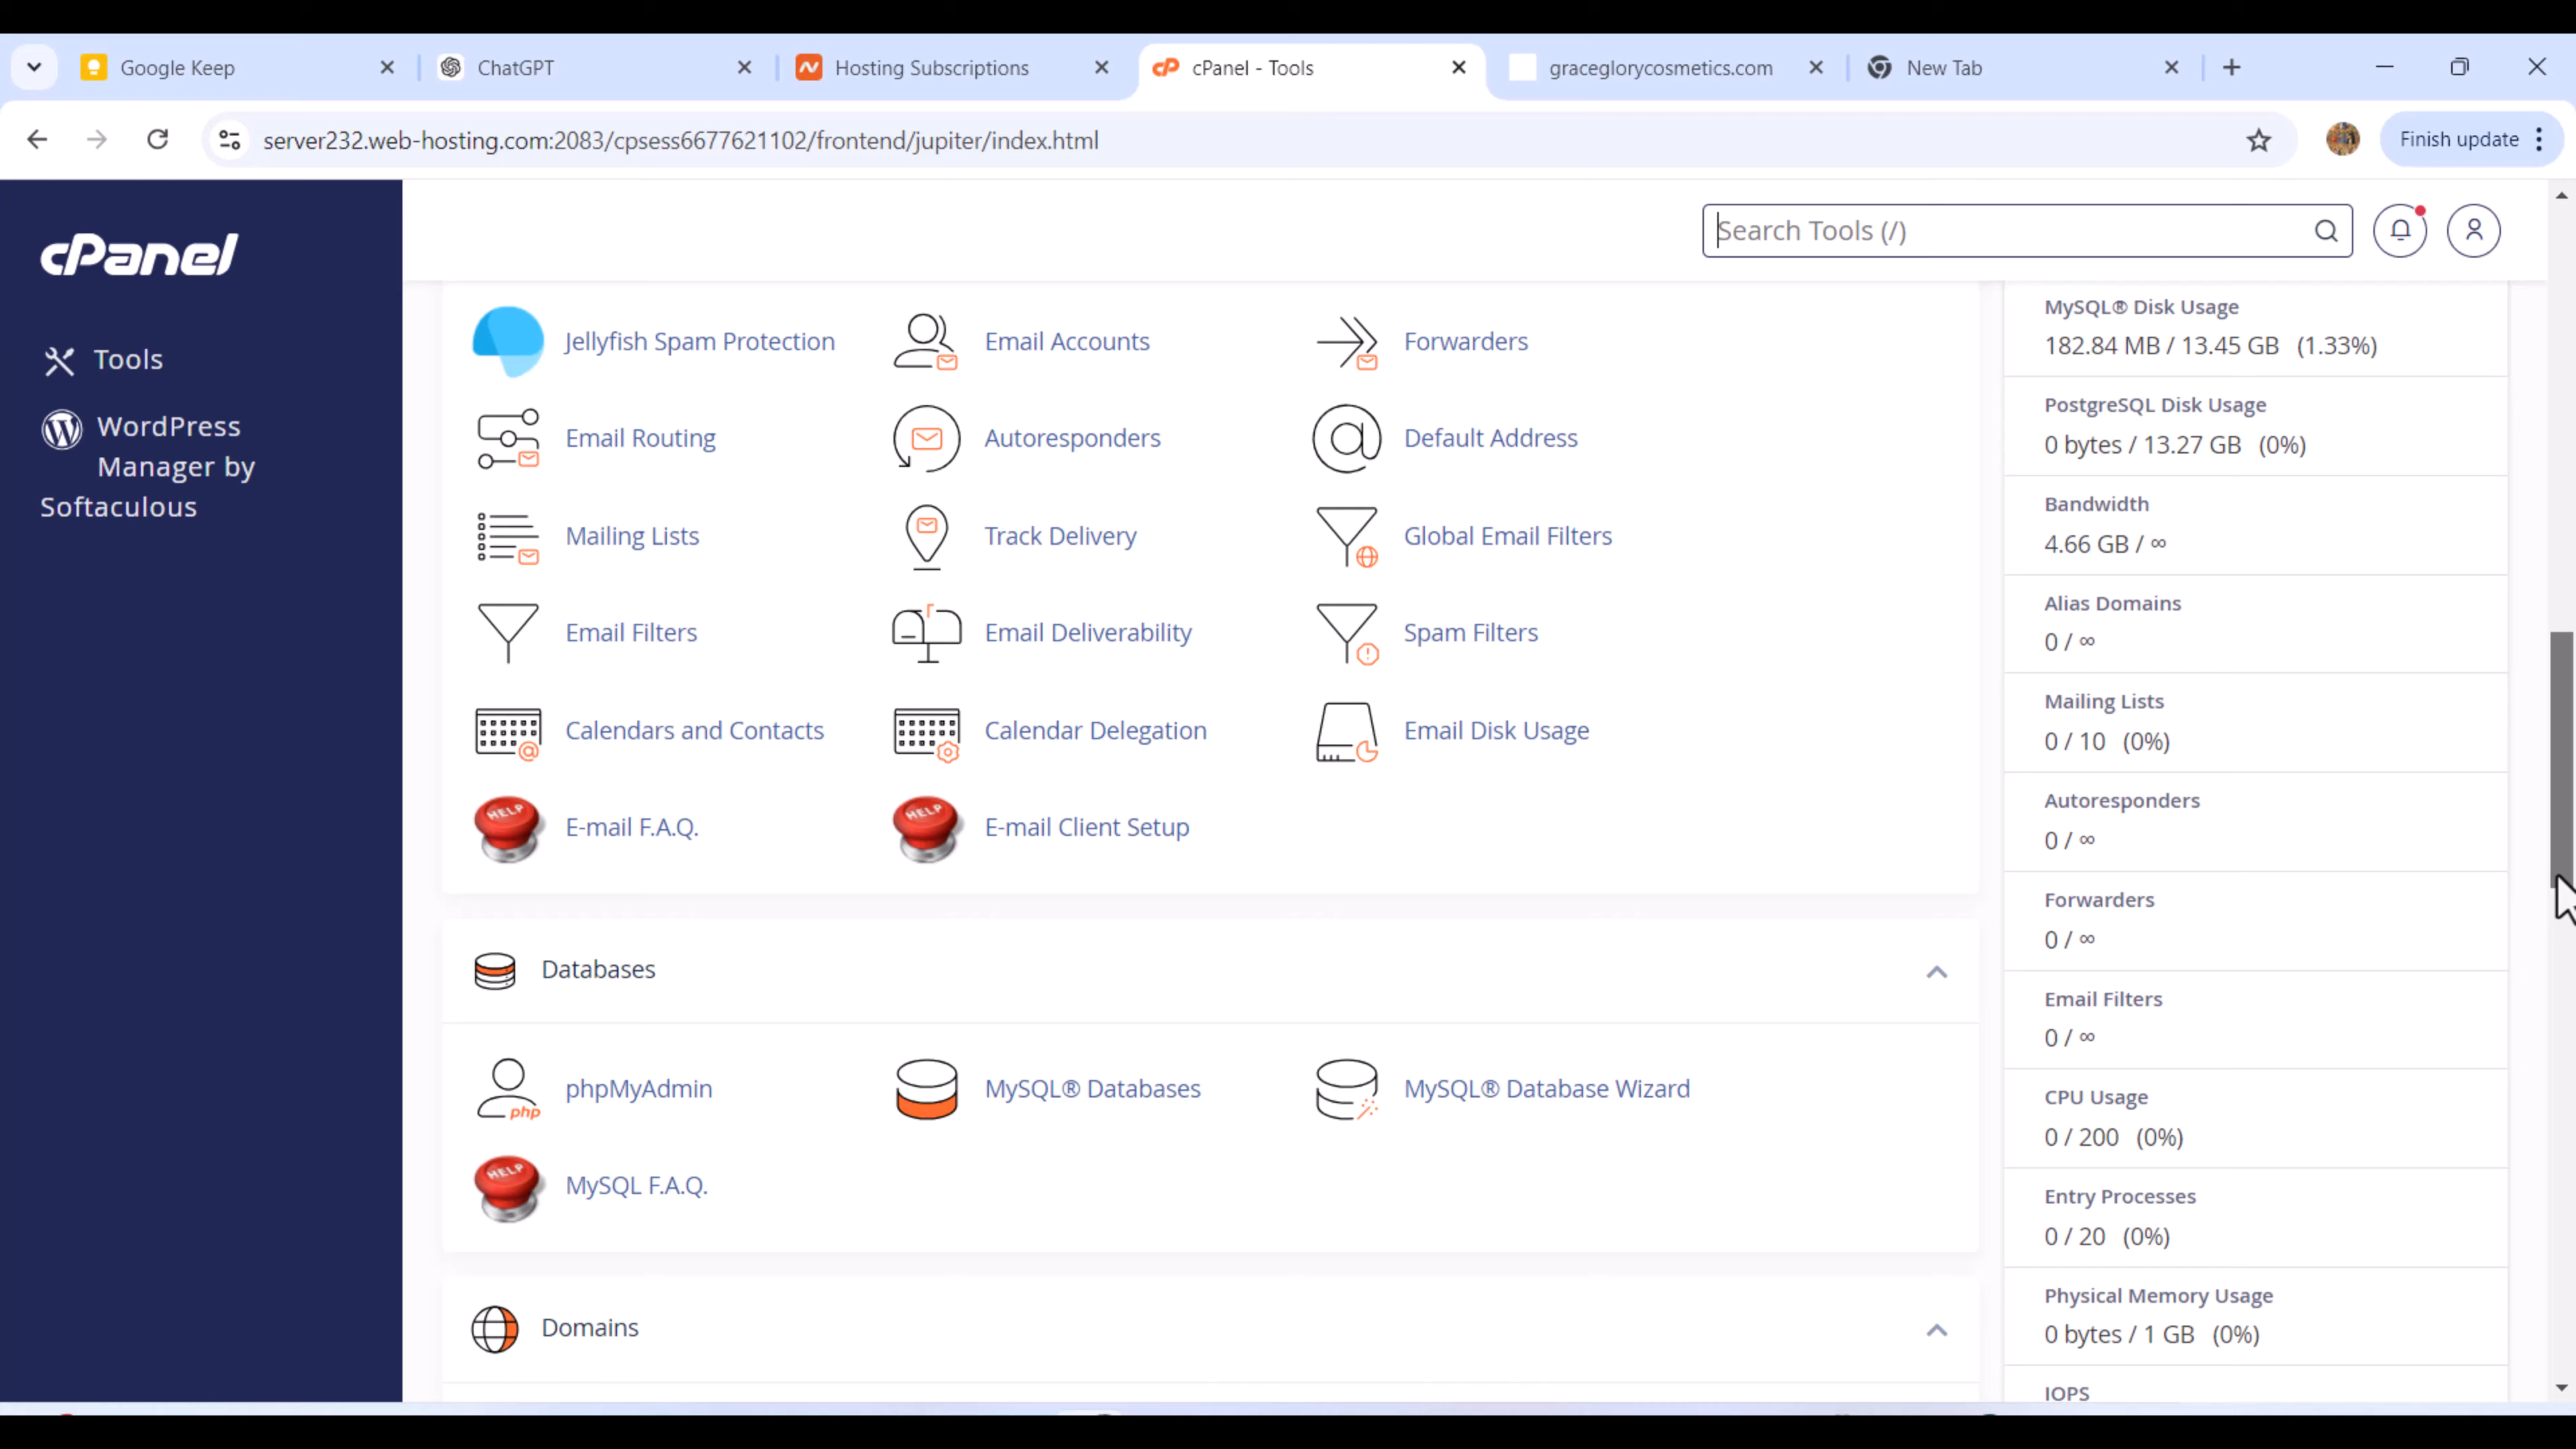 Google Keep
ChatGPT
Hosting Subscriptions
cPanel - Tools
graceglorycosmetics.com
New Tab
server232.web-hosting.com:2083/cpsess6677621102/frontend/jupiter/index.html
Finish update
cPanel
Search Tools (/)
Tools
WordPress
Manager by
Softaculous
Jellyfish Spam Protection
Email Accounts
Forwarders
Email Routing
Autoresponders
Default Address
Mailing Lists
Track Delivery
Global Email Filters
Email Filters
Email Deliverability
Spam Filters
Calendars and Contacts
Calendar Delegation
Email Disk Usage
HELP
E-mail F.A.Q.
HELP
E-mail Client Setup
Databases
php
phpMyAdmin
MySQL® Databases
MySQL® Database Wizard
HELP
MySQL F.A.Q.
Domains
MySQL® Disk Usage
182.84 MB / 13.45 GB (1.33%)
PostgreSQL Disk Usage
0 bytes / 13.27 GB (0%)
Bandwidth
4.66 GB / ∞
Alias Domains
0 / ∞
Mailing Lists
0 / 10 (0%)
Autoresponders
0 / ∞
Forwarders
0 / ∞
Email Filters
0 / ∞
CPU Usage
0 / 200 (0%)
Entry Processes
0 / 20 (0%)
Physical Memory Usage
0 bytes / 1 GB (0%)
IOPS